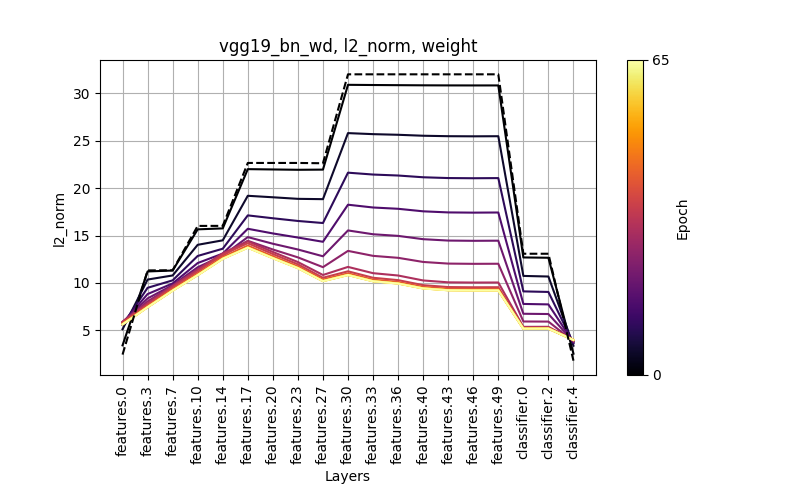 vgg19_bn_wd, l2_norm, weight
65
30
25
20
15
10
5
0
l2_norm
Epoch
features.0
features.3
features.7
features.10
features.14
features.17
features.20
features.23
features.27
features.30
features.33
features.36
features.40
features.43
features.46
features.49
classifier.0
classifier.2
classifier.4
Layers